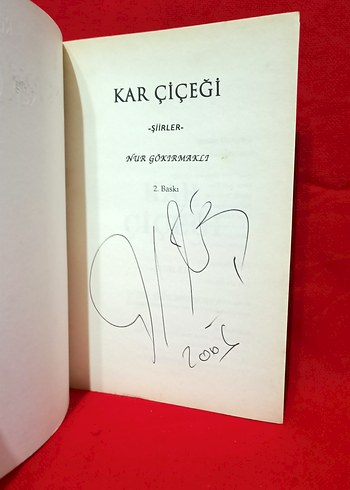 KAR ÇİÇEĞİ
-ŞİİRLER-
NUR GÖKIRMAKLI
2. Baskı